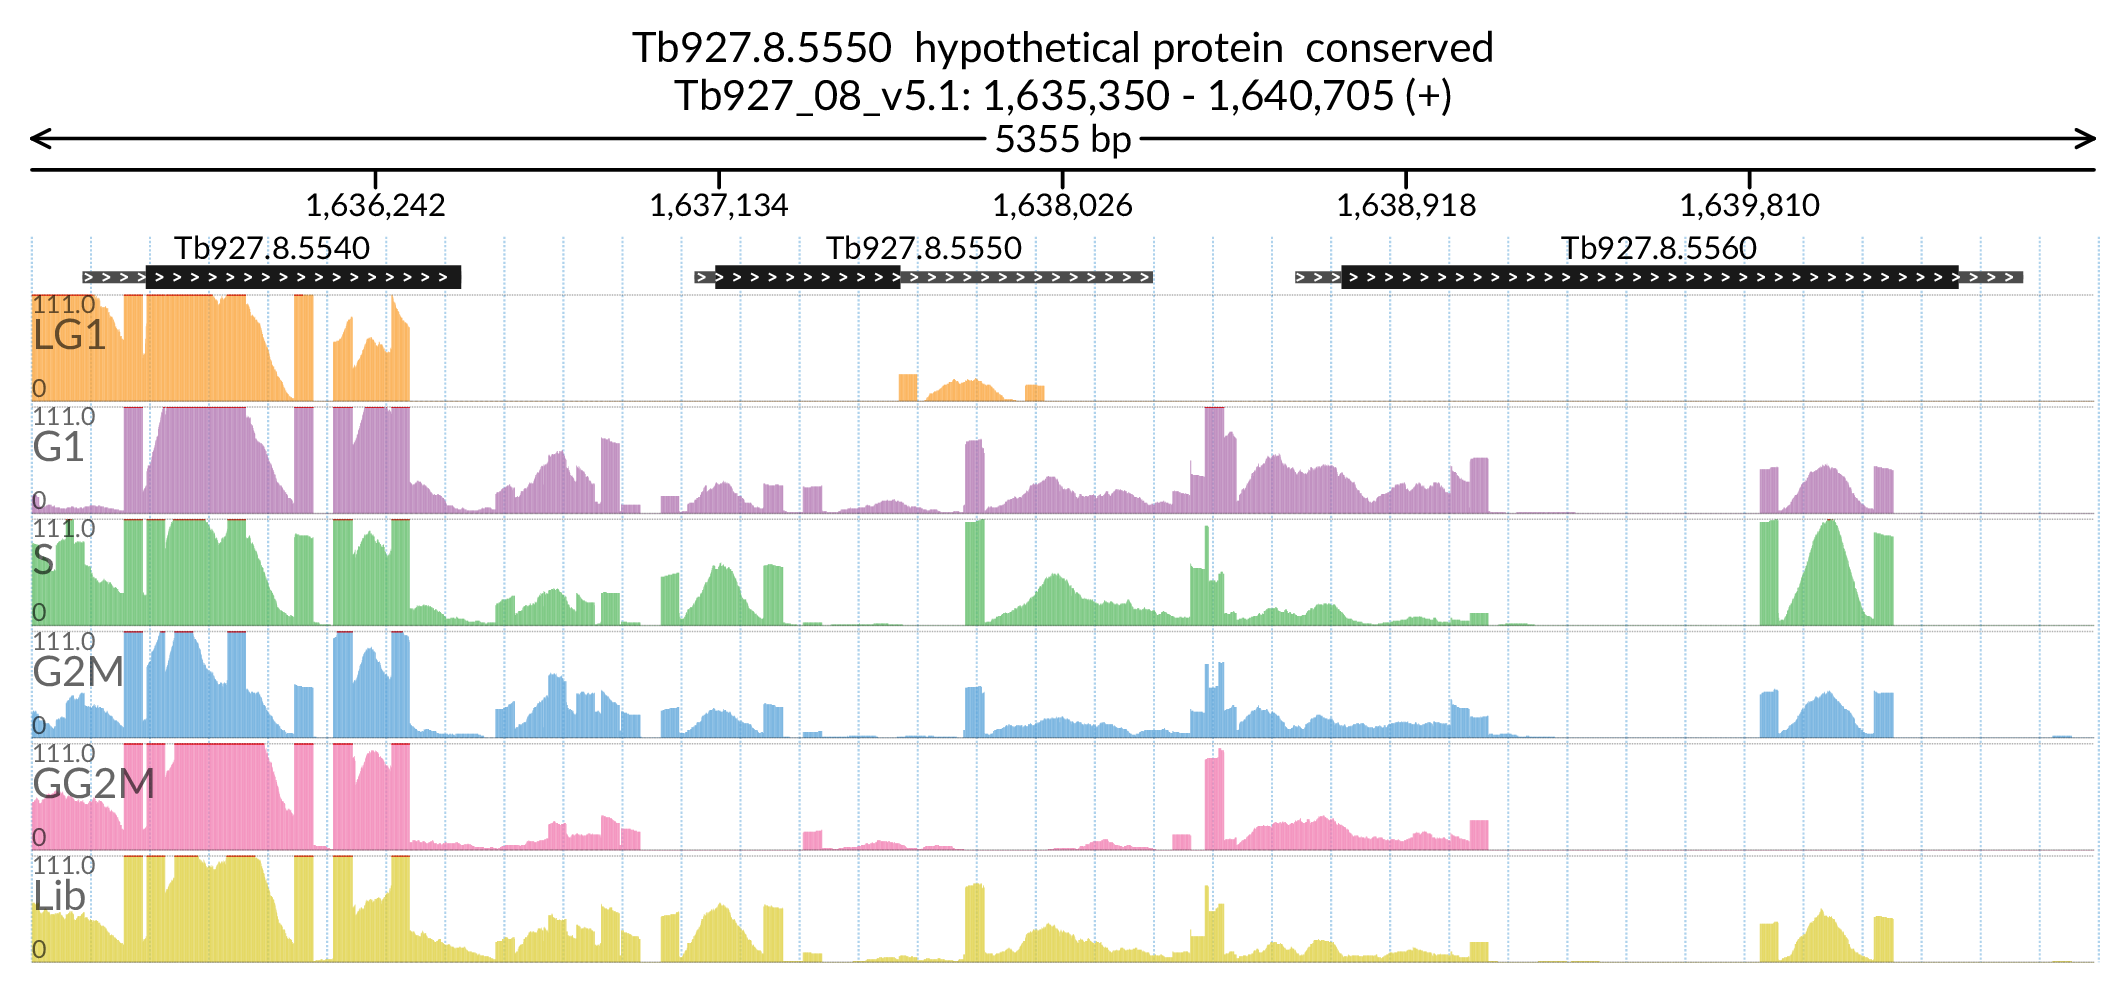 Tb927.8.5550 hypothetical protein conserved
Tb927_08_v5.1: 1,635,350 - 1,640,705 (+)
5355 bp
1,636,242 1,637,134 1,638,026 1,638,918 1,639,810
Tb927.8.5540 Tb927.8.5550 Tb927.8.5560
111.0
LG1
0
111.0
G1
0
111.0
S
0
111.0
G2M
0
111.0
GG2M
0
111.0
Lib
0